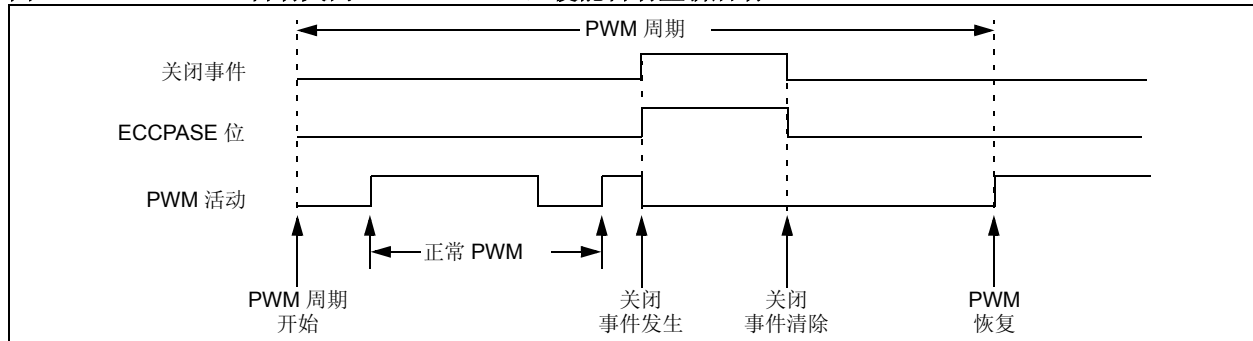 PWM 周期
关闭事件
ECCPASE 位
PWM 活动
正常 PWM
PWM 周期
开始
关闭
事件发生
关闭
事件清除
PWM
恢复